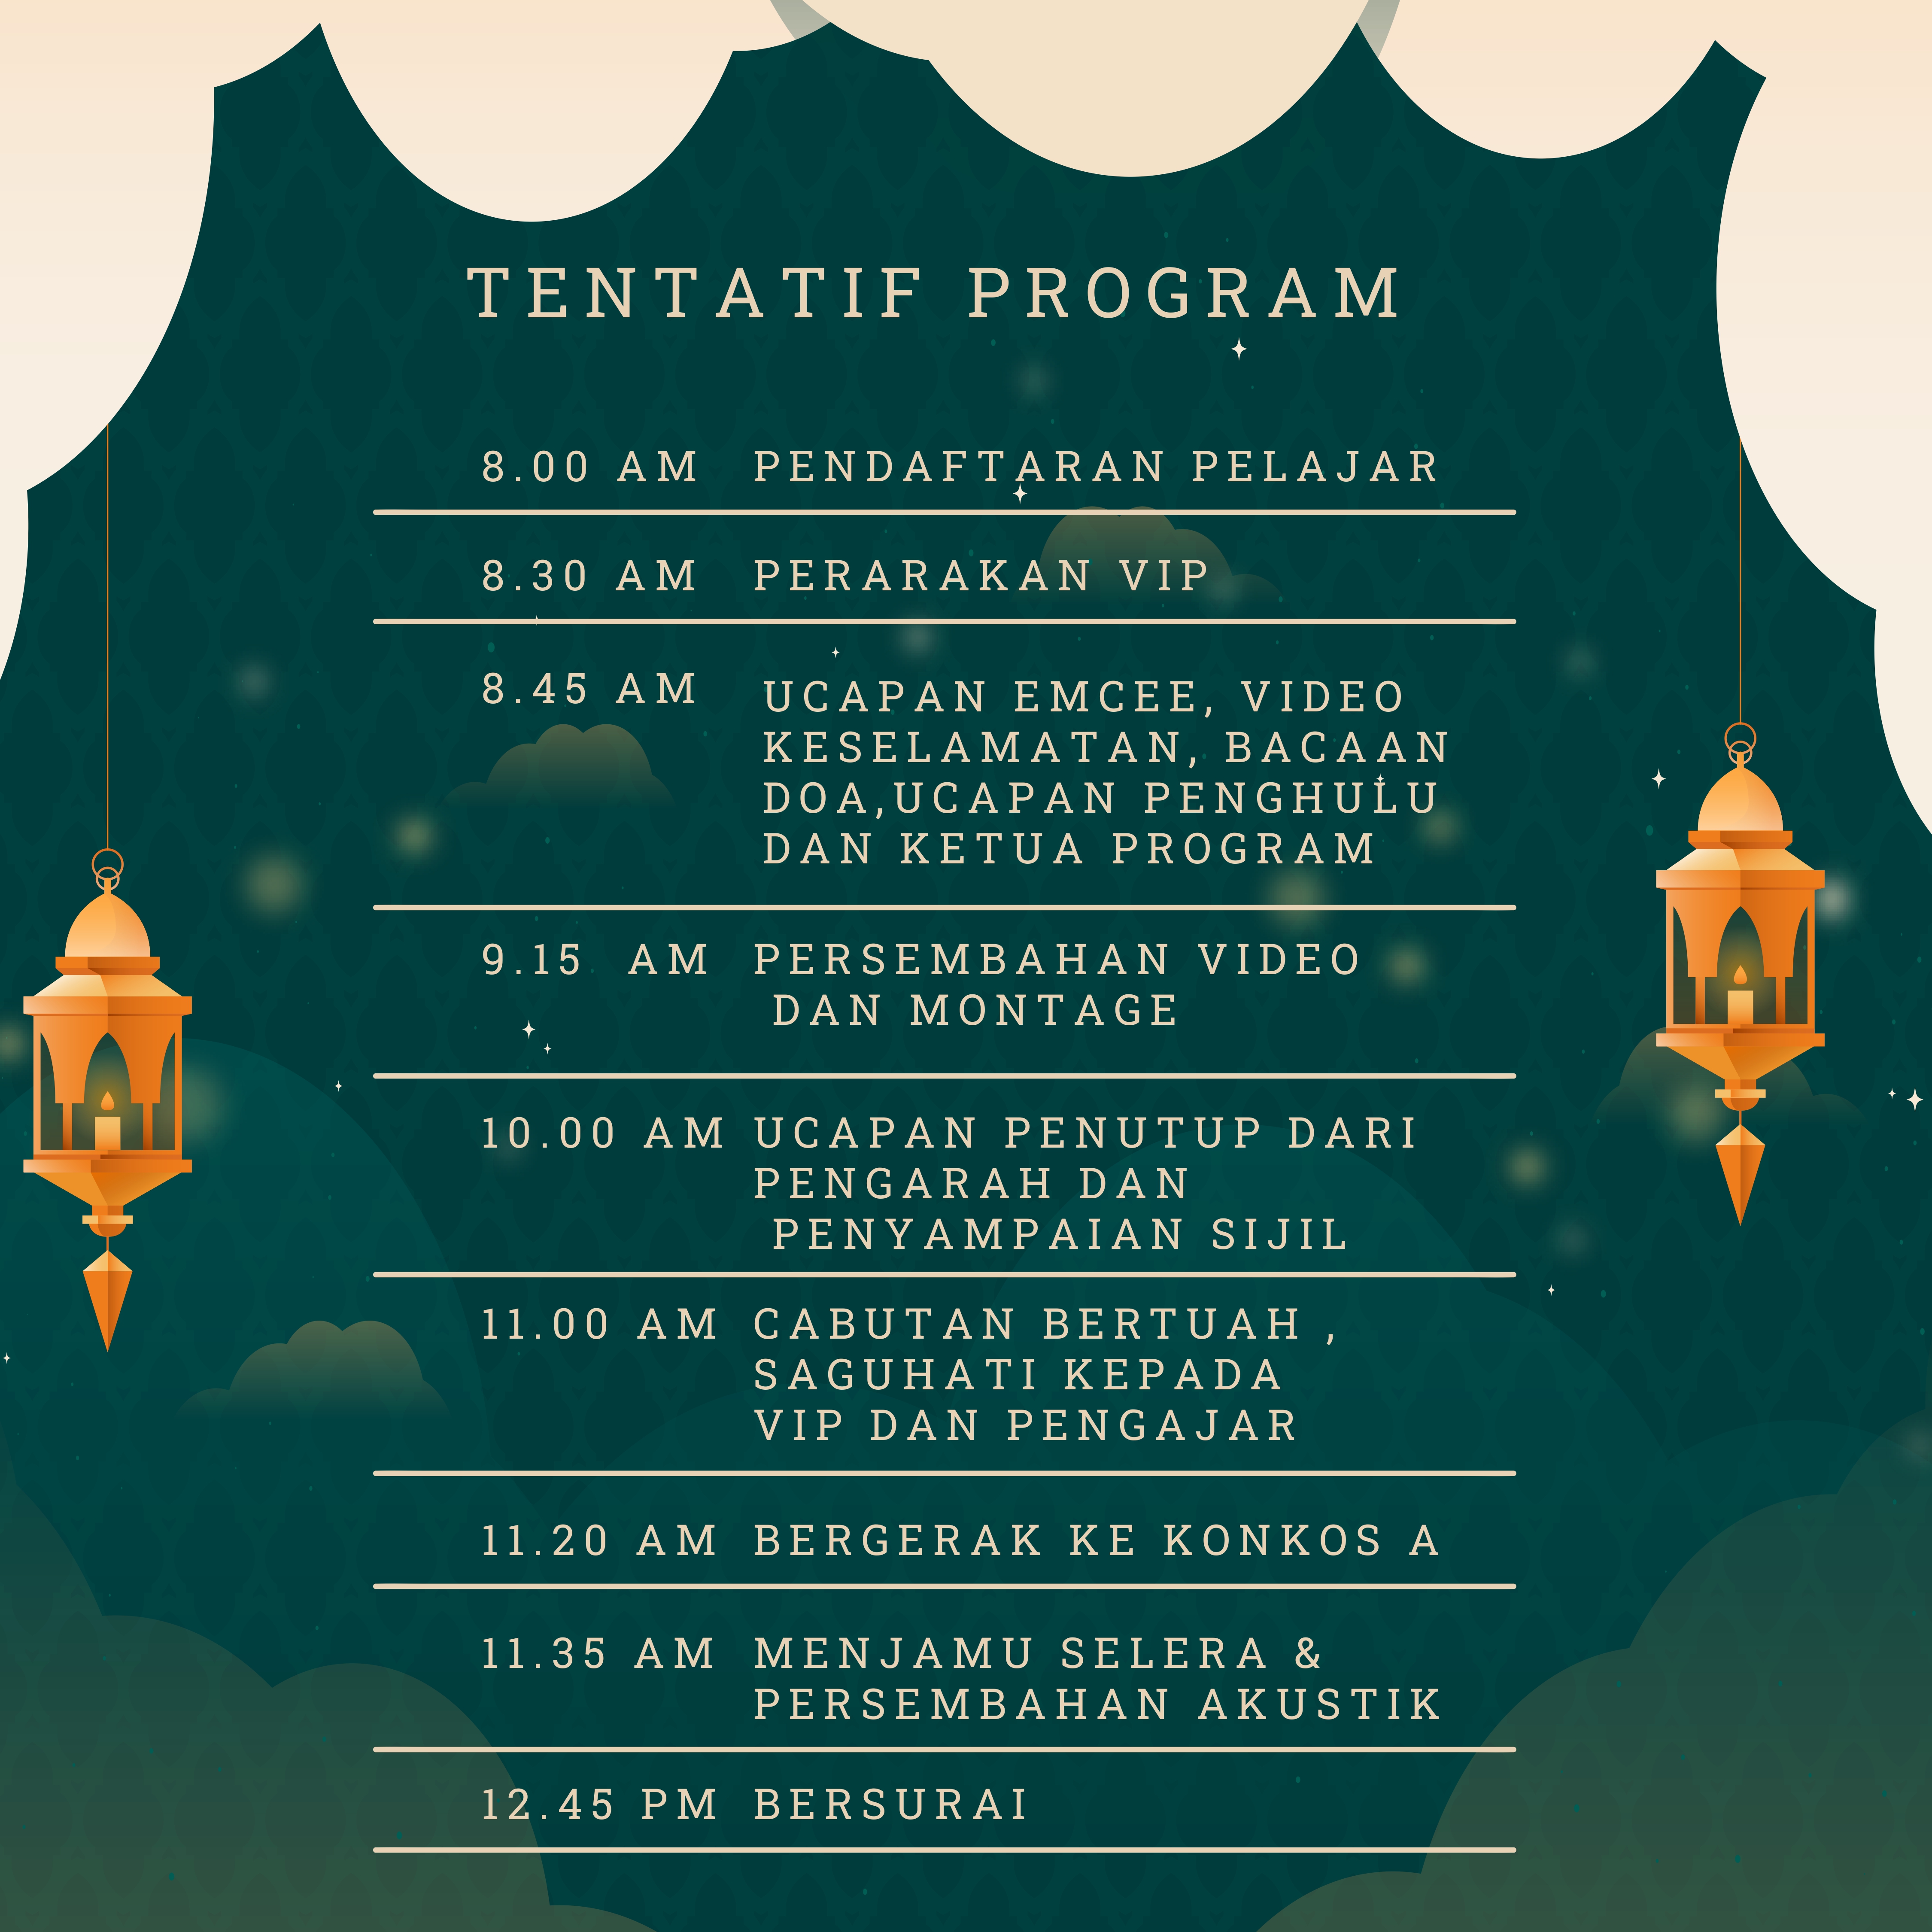 TENTATIF PROGRAM
8.00 AM PENDAFTARAN PELAJAR
8.30 AM PERARAKAN VIP
8.45 AM UCAPAN EMCEE, VIDEO
KESELAMATAN, BACAAN
DOA,UCAPAN PENGHULU
DAN KETUA PROGRAM
9.15 AM PERSEMBAHAN VIDEO
DAN MONTAGE
10.00 AM UCAPAN PENUTUP DARI
PENGARAH DAN
PENYAMPAIAN SIJIL
11.00 AM CABUTAN BERTUAH ,
SAGUHATI KEPADA
VIP DAN PENGAJAR
11.20 AM BERGERAK KE KONKOS A
11.35 AM MENJAMU SELERA &
PERSEMBAHAN AKUSTIK
12.45 PM BERSURAI